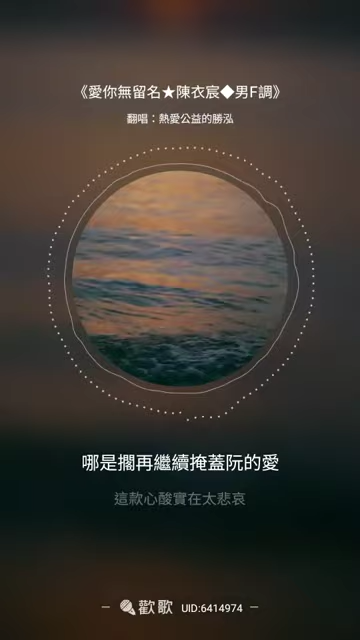 《愛你無留名★陳衣宸◆男F調》
翻唱：熱愛公益的勝泓
哪是擱再繼續掩蓋阮的愛
這款心酸實在太悲哀
歡歌 UID:6414974